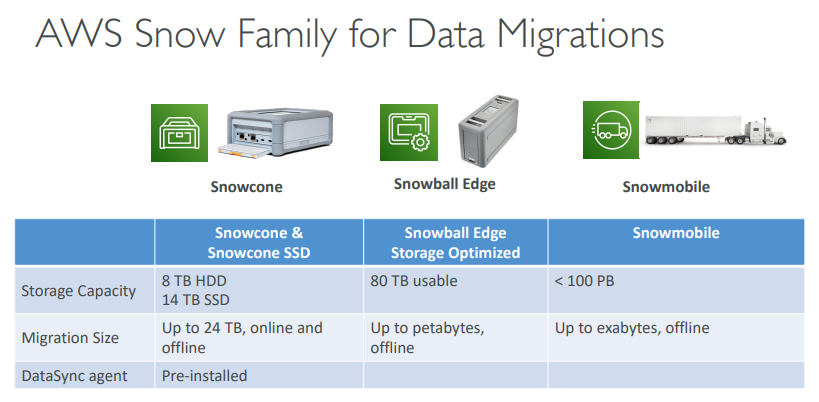 AWS Snow Family for Data Migrations
Snowcone
Snowball Edge
Snowmobile
Snowcone &
Snowcone SSD
Snowball Edge
Storage Optimized
Snowmobile
Storage Capacity
8 TB HDD
14 TB SSD
80 TB usable
< 100 PB
Migration Size
Up to 24 TB, online and
offline
Up to petabytes,
offline
Up to exabytes, offline
DataSync agent
Pre-installed